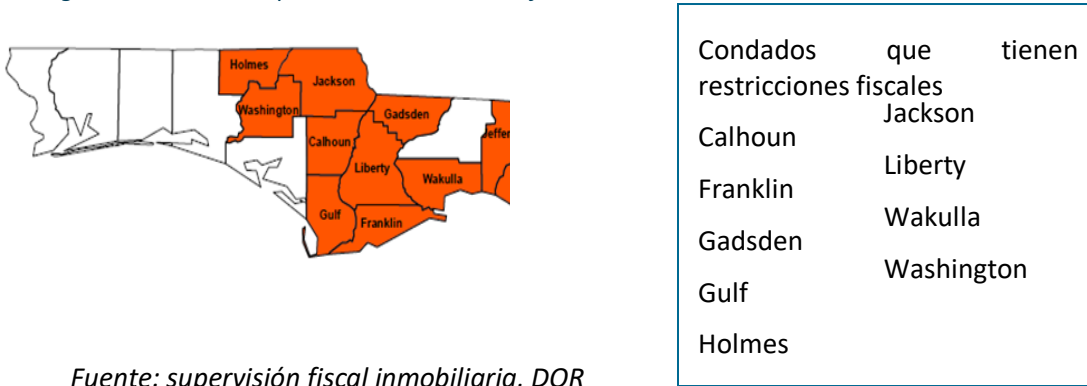 Holmes
Jackson
Washington
Gadsden
Calhoun
Liberty
Wakulla
Gulf
Franklin
Condados que tienen
restricciones fiscales
Calhoun
Franklin
Gadsden
Gulf
Holmes
Jackson
Liberty
Wakulla
Washington
Fuente: supervisión fiscal inmobiliaria. DOR